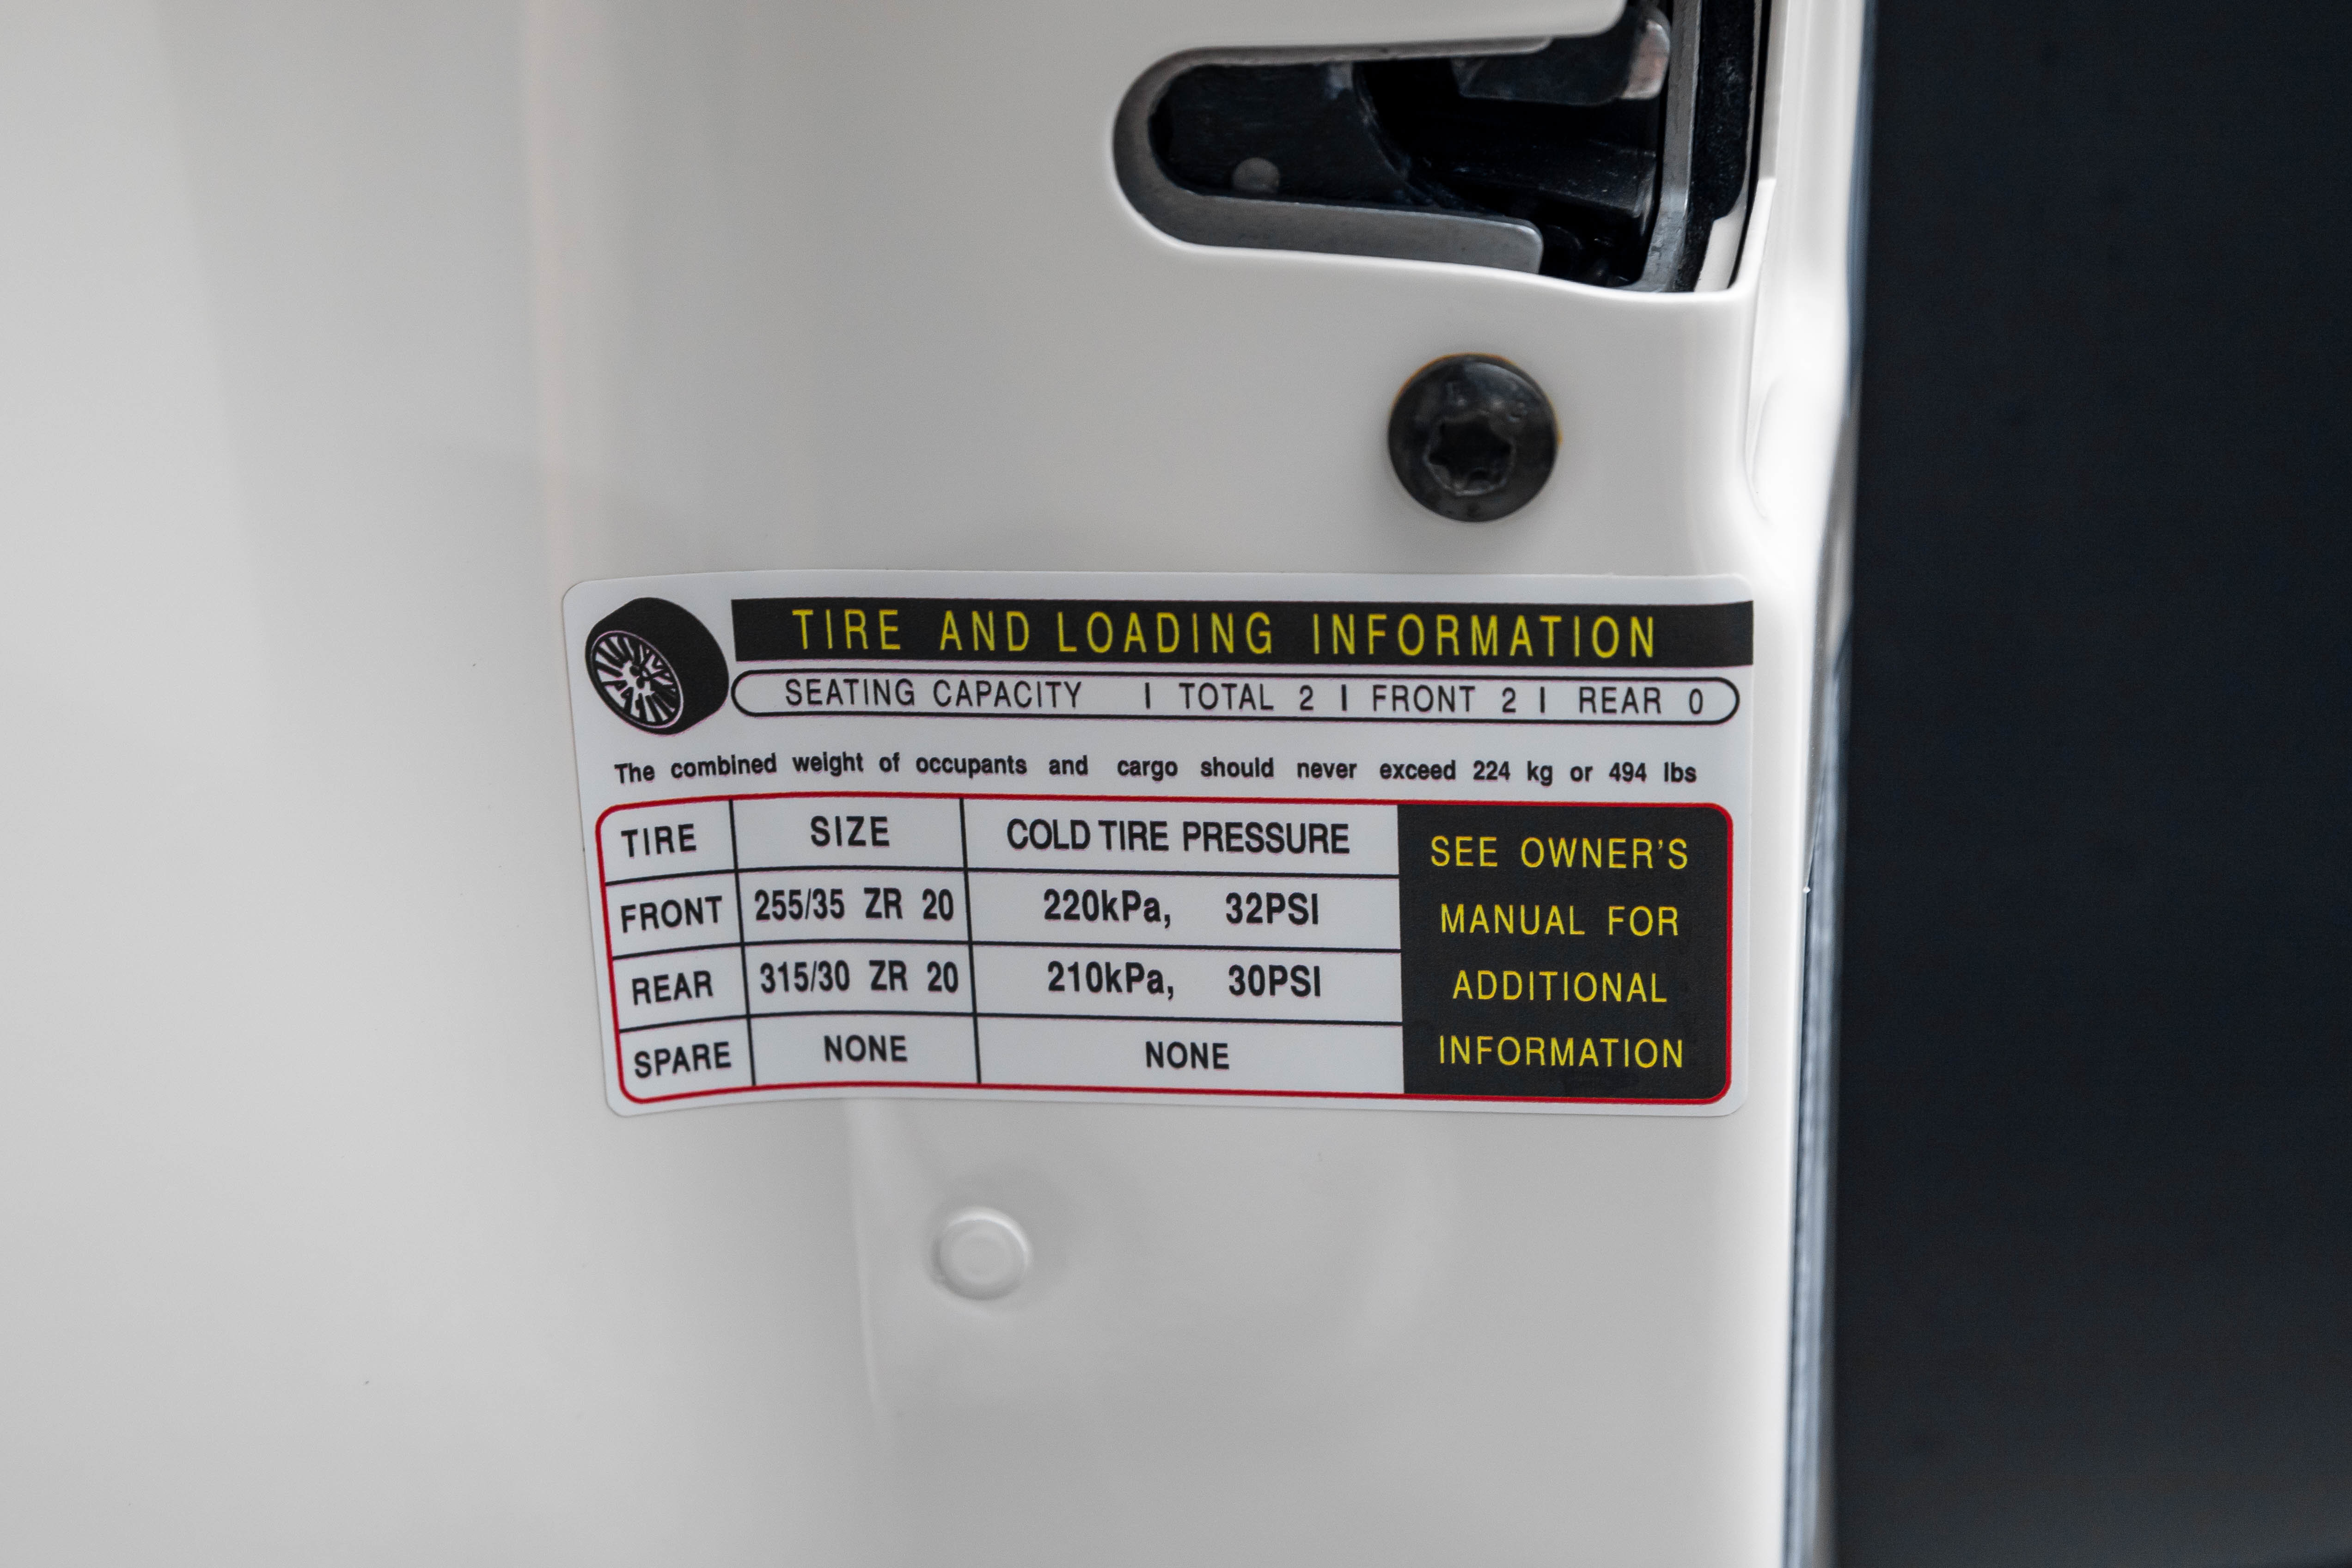 TIRE AND LOADING INFORMATION
SEATING CAPACITY | TOTAL 2 | FRONT 2 | REAR 0
The combined weight of occupants and cargo should never exceed 224 kg or 494 lbs
TIRE SIZE COLD TIRE PRESSURE
FRONT 255/35 ZR 20 220kPa, 32PSI
REAR 315/30 ZR 20 210kPa, 30PSI
SPARE NONE NONE
SEE OWNER'S
MANUAL FOR
ADDITIONAL
INFORMATION